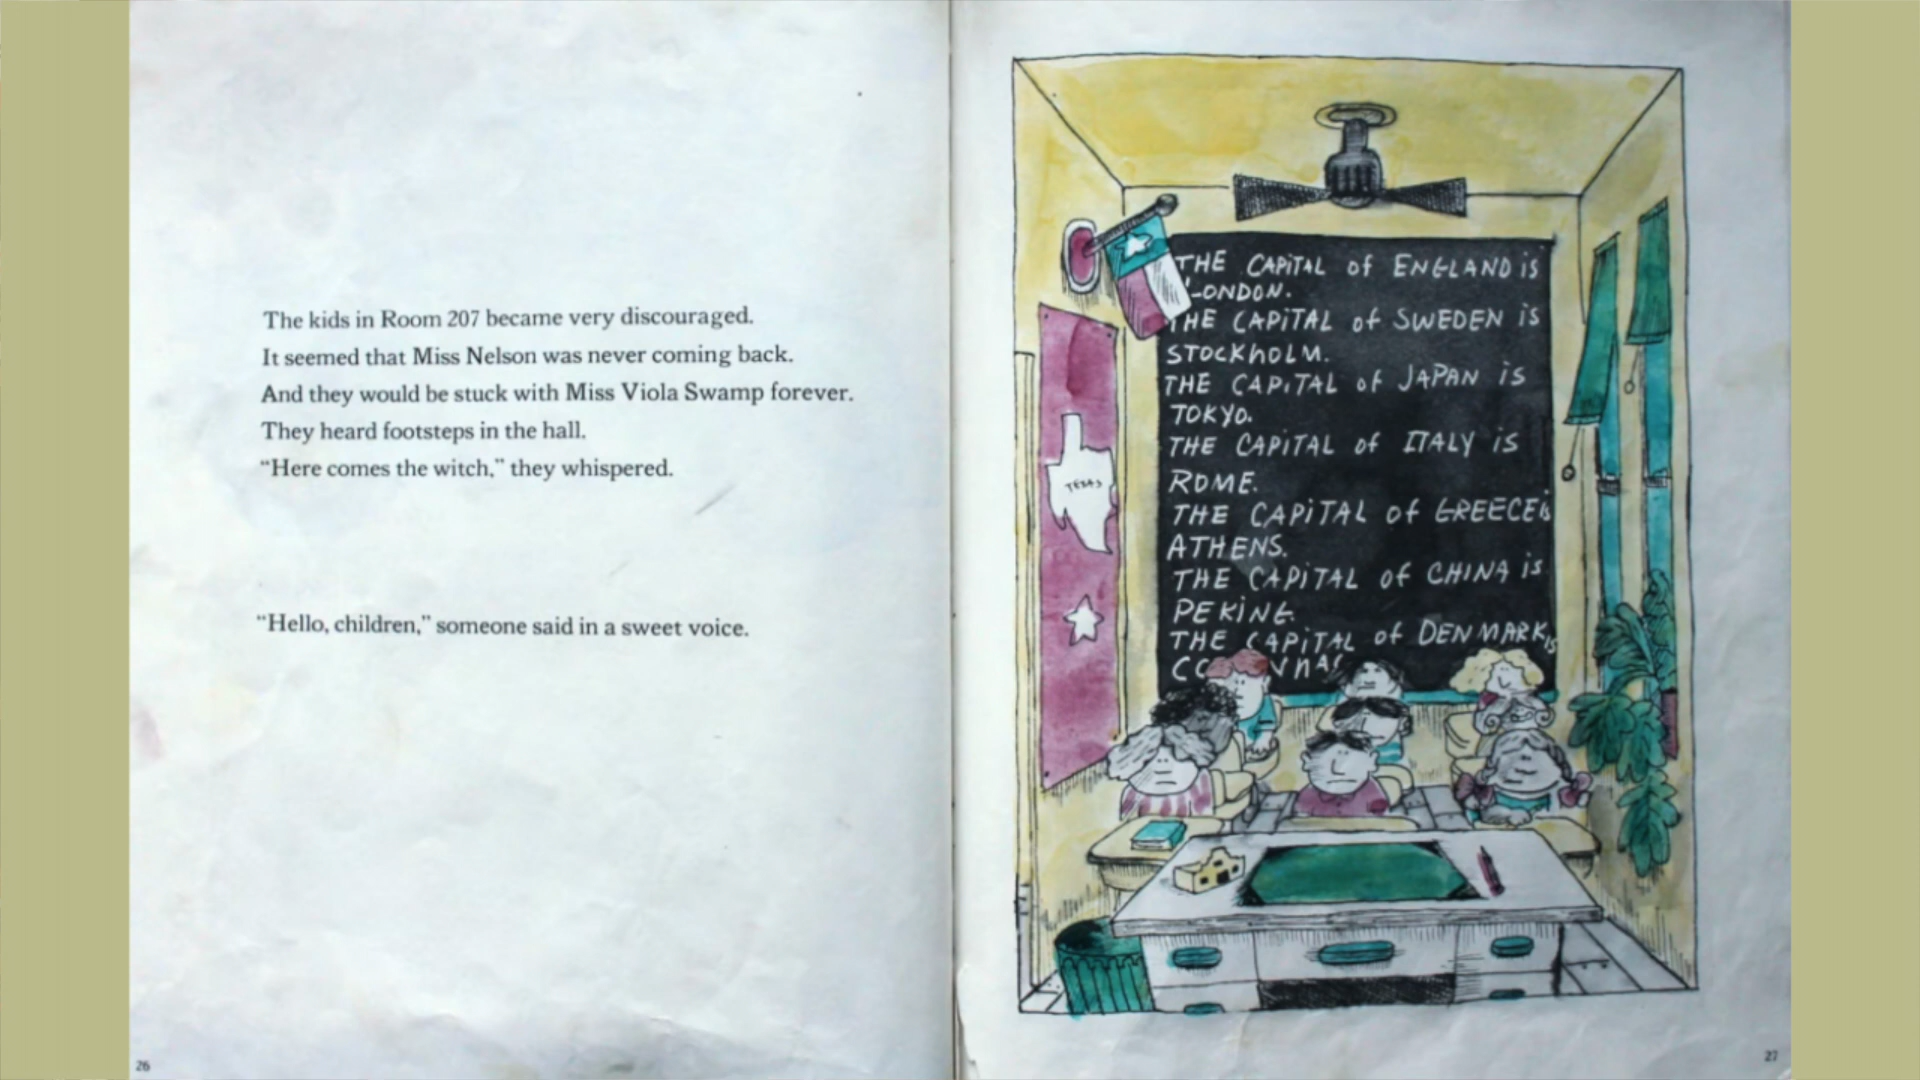 The kids in Room 207 became very discouraged.
It seemed that Miss Nelson was never coming back.
And they would be stuck with Miss Viola Swamp forever.
They heard footsteps in the hall.
“Here comes the witch,” they whispered.
“Hello, children,” someone said in a sweet voice.
26
THE CAPITAL of ENGLAND is
LONDON.
THE CAPITAL of SWEDEN is
STOCKhOLM.
THE CAPITAL of JAPAN is
TOKYO.
THE CAPITAL of ITALY is
ROME.
THE CAPITAL of GREECE is
ATHENS.
THE CAPITAL of CHINA is
PEKING.
THE CAPITAL of DENMARK is
TEXAS
27